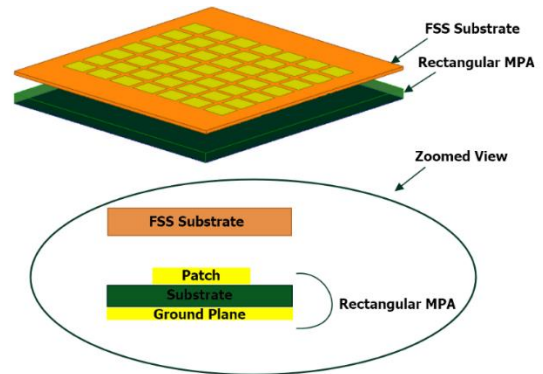 FSS Substrate
Rectangular MPA
Zoomed View
FSS Substrate
Patch
Substrate
Rectangular MPA
Ground Plane